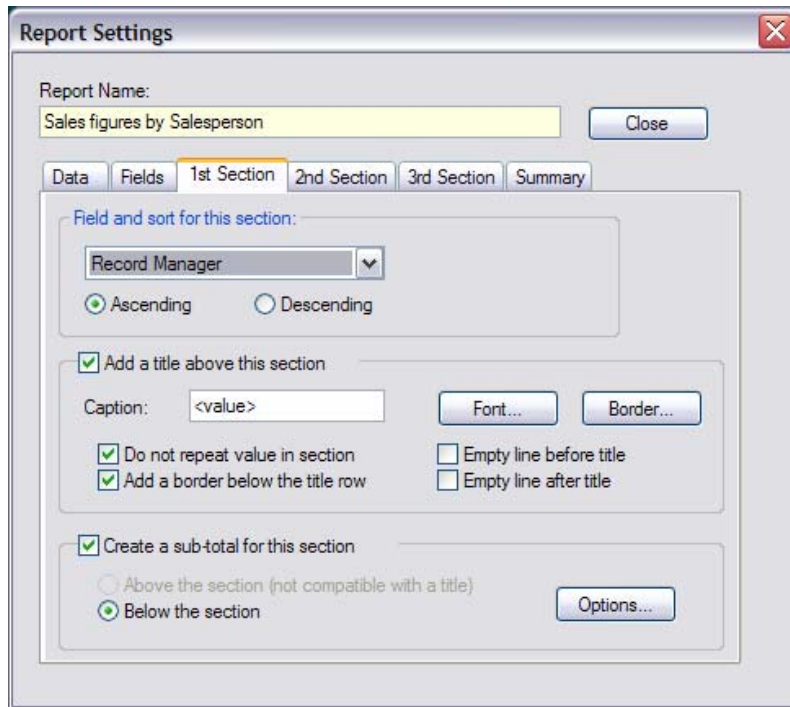 Report Settings
Report Name:
Sales figures by Salesperson
Close
Data Fields 1st Section 2nd Section 3rd Section Summary
Field and sort for this section:
Record Manager
Ascending Descending
Add a title above this section
Caption: <value> Font... Border...
Do not repeat value in section Empty line before title
Add a border below the title row Empty line after title
Create a sub-total for this section
Above the section (not compatible with a title)
Below the section
Options...